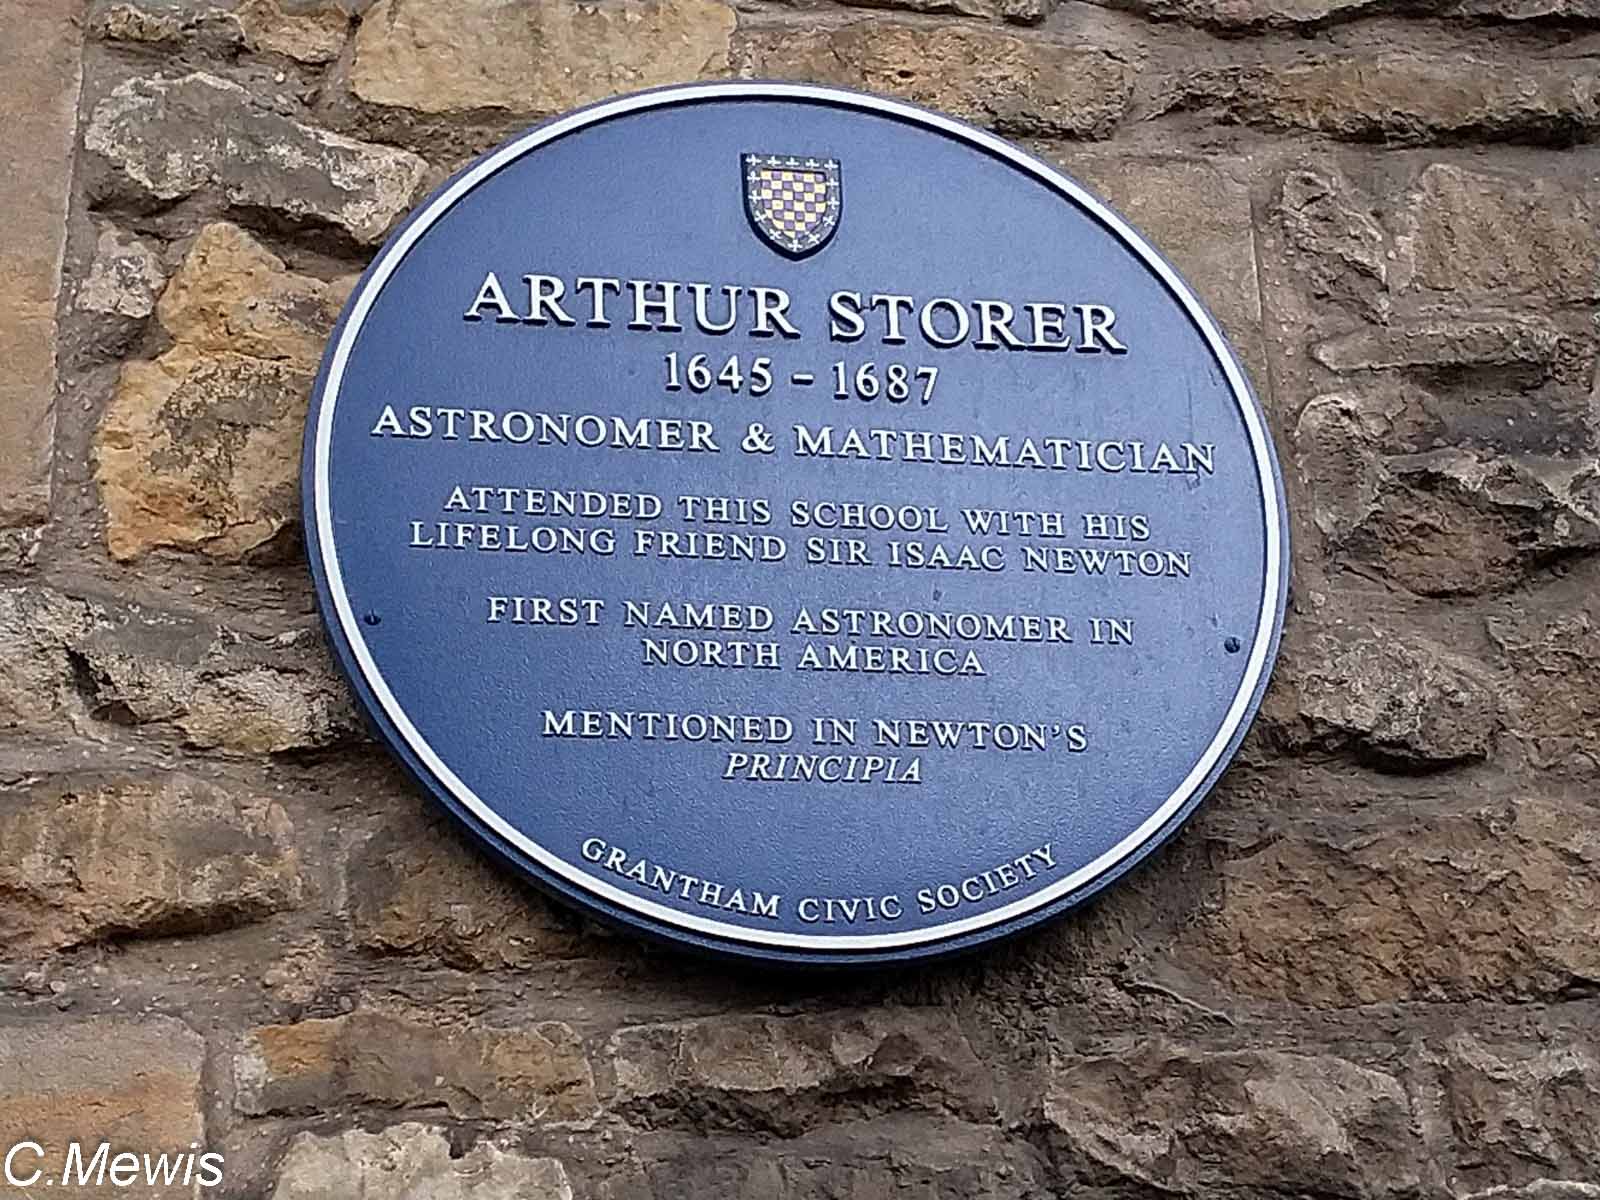 ARTHUR STORER
1645 – 1687
ASTRONOMER & MATHEMATICIAN
ATTENDED THIS SCHOOL WITH HIS
LIFELONG FRIEND SIR ISAAC NEWTON
FIRST NAMED ASTRONOMER IN
NORTH AMERICA
MENTIONED IN NEWTON'S
PRINCIPIA
GRANTHAM CIVIC SOCIETY
C.Mewis